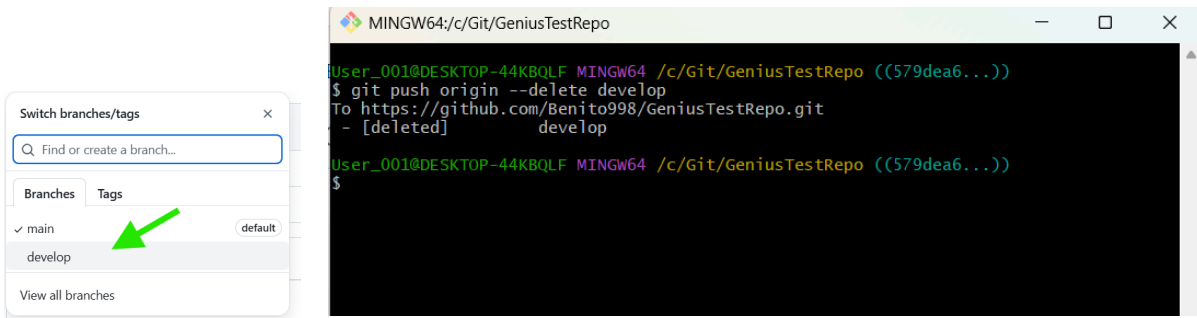 Switch branches/tags
Find or create a branch...
Branches Tags
main default
develop
View all branches
MINGW64:/c/Git/GeniusTestRepo
User_001@DESKTOP-44KBQLF MINGW64 /c/Git/GeniusTestRepo ((579dea6...))
$ git push origin --delete develop
To https://github.com/Benito998/GeniusTestRepo.git
- [deleted] develop
User_001@DESKTOP-44KBQLF MINGW64 /c/Git/GeniusTestRepo ((579dea6...))
$